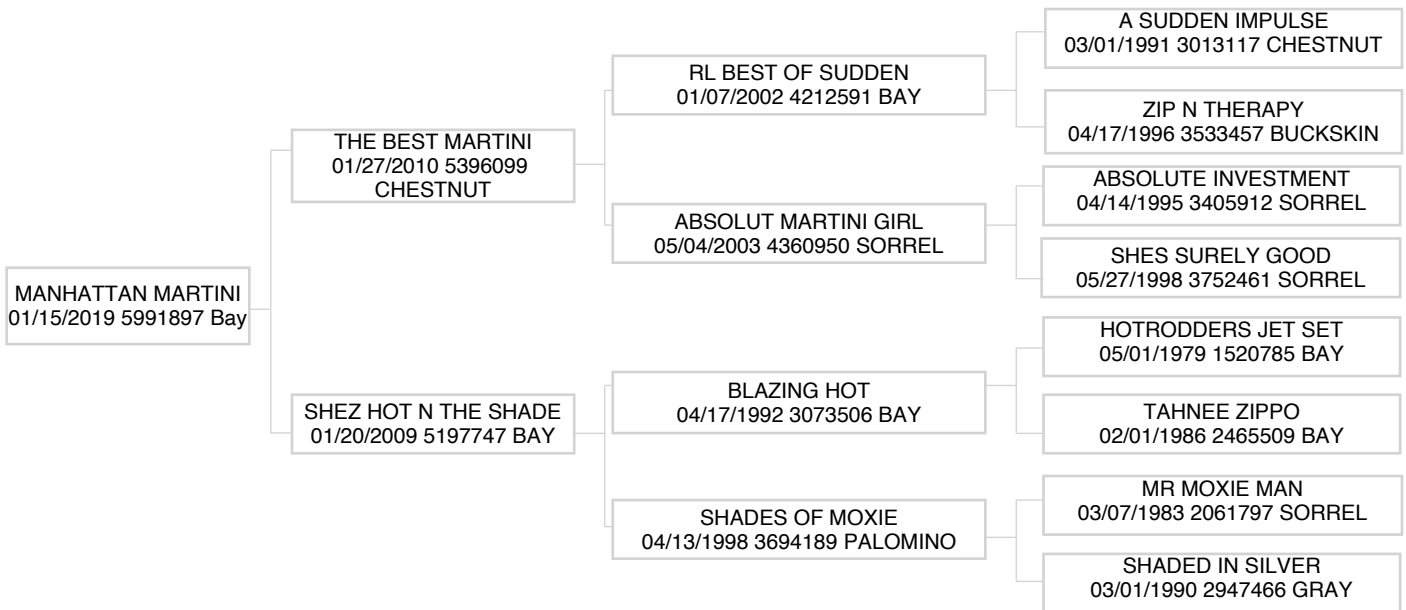 MANHATTAN MARTINI
01/15/2019 5991897 Bay
THE BEST MARTINI
01/27/2010 5396099
CHESTNUT
SHEZ HOT N THE SHADE
01/20/2009 5197747 BAY
RL BEST OF SUDDEN
01/07/2002 4212591 BAY
ABSOLUT MARTINI GIRL
05/04/2003 4360950 SORREL
BLAZING HOT
04/17/1992 3073506 BAY
SHADES OF MOXIE
04/13/1998 3694189 PALOMINO
A SUDDEN IMPULSE
03/01/1991 3013117 CHESTNUT
ZIP N THERAPY
04/17/1996 3533457 BUCKSKIN
ABSOLUTE INVESTMENT
04/14/1995 3405912 SORREL
SHES SURELY GOOD
05/27/1998 3752461 SORREL
HOTRODDERS JET SET
05/01/1979 1520785 BAY
TAHNEE ZIPPO
02/01/1986 2465509 BAY
MR MOXIE MAN
03/07/1983 2061797 SORREL
SHADED IN SILVER
03/01/1990 2947466 GRAY